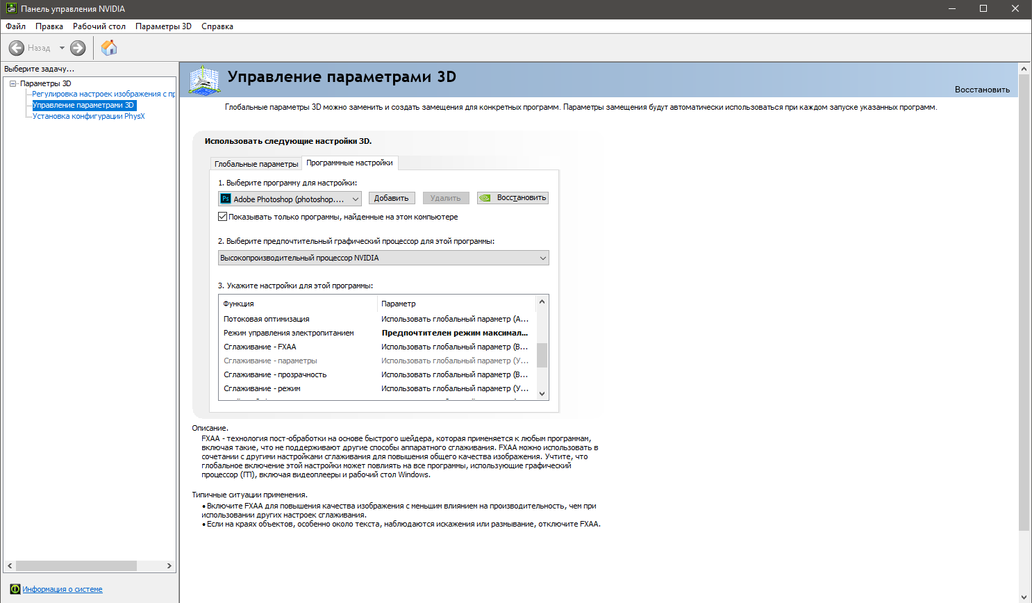 Панель управления NVIDIA
Файл Правка Рабочий стол Параметры 3D Справка
Назад
Выберите задачу...
Параметры 3D
Регулировка настроек изображения с пр
Управление параметрами 3D
Установка конфигурации PhysX
Информация о системе
Управление параметрами 3D
Восстановить
Глобальные параметры 3D можно заменить и создать замещения для конкретных программ. Параметры замещения будут автоматически использоваться при каждом запуске указанных программ.
Использовать следующие настройки 3D.
Глобальные параметры Программные настройки
1. Выберите программу для настройки:
Ps Adobe Photoshop (photoshop.... Добавить Удалить Восстановить
Показывать только программы, найденные на этом компьютере
2. Выберите предпочтительный графический процессор для этой программы:
Высокопроизводительный процессор NVIDIA
3. Укажите настройки для этой программы:
Функция Параметр
Потоковая оптимизация Использовать глобальный параметр (А...
Режим управления электропитанием Предпочтителен режим максимал...
Сглаживание - FXAA Использовать глобальный параметр (В...
Сглаживание - параметры Использовать глобальный параметр (У...
Сглаживание - прозрачность Использовать глобальный параметр (В...
Сглаживание - режим Использовать глобальный параметр (У...
Описание.
FXAA - технология пост-обработки на основе быстрого шейдера, которая применяется к любым программам,
включая такие, что не поддерживают другие способы аппаратного сглаживания. FXAA можно использовать в
сочетании с другими настройками сглаживания для повышения общего качества изображения. Учтите, что
глобальное включение этой настройки может повлиять на все программы, использующие графический
процессор (ГП), включая видеоплееры и рабочий стол Windows.
Типичные ситуации применения.
• Включите FXAA для повышения качества изображения с меньшим влиянием на производительность, чем при
использовании других настроек сглаживания.
• Если на краях объектов, особенно около текста, наблюдаются искажения или размывание, отключите FXAA.